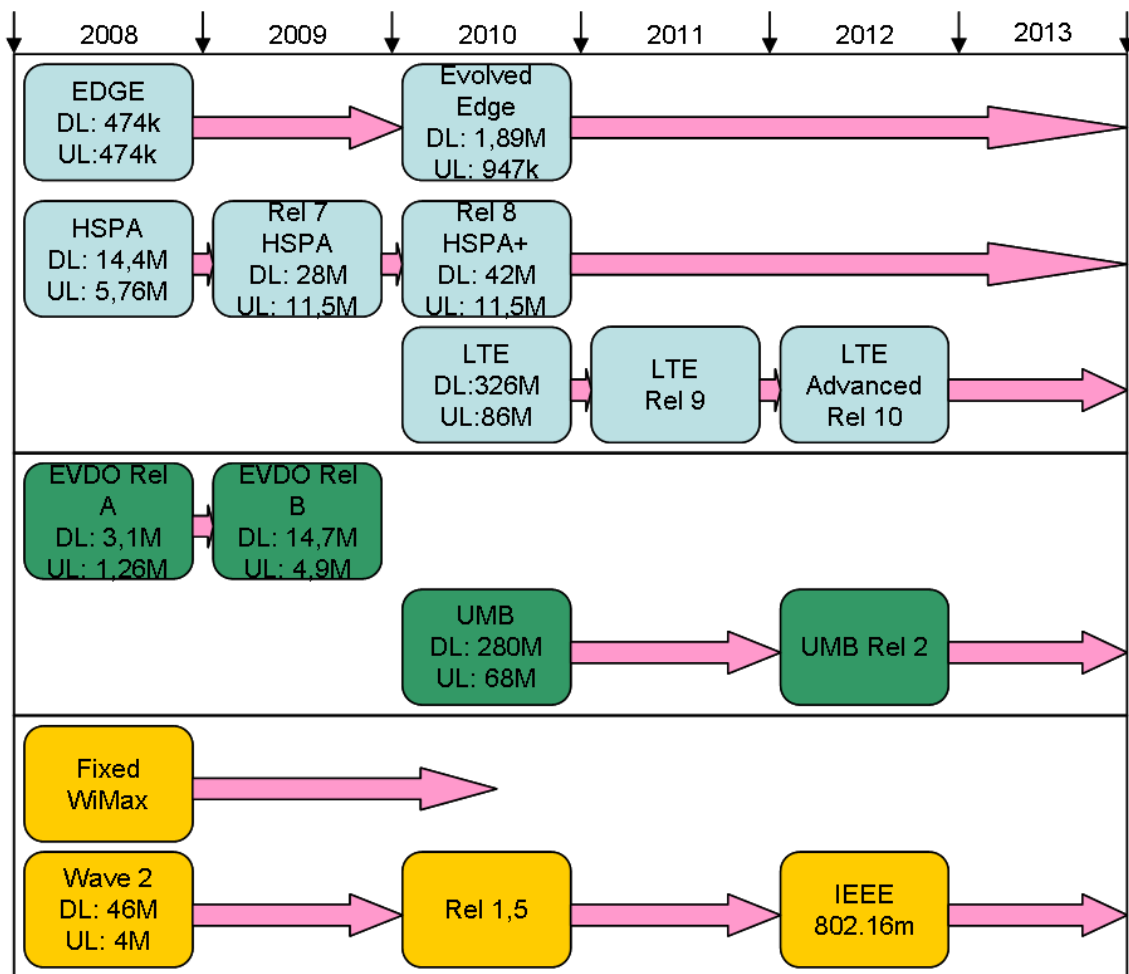 2008
2009
2010
2011
2012
2013
EDGE
DL: 474k
UL:474k
Evolved
Edge
DL: 1,89M
UL: 947k
HSPA
DL: 14,4M
UL: 5,76M
Rel 7
HSPA
DL: 28M
UL: 11,5M
Rel 8
HSPA+
DL: 42M
UL: 11,5M
LTE
DL:326M
UL:86M
LTE
Rel 9
LTE
Advanced
Rel 10
EVDO Rel
A
DL: 3,1M
UL: 1,26M
EVDO Rel
B
DL: 14,7M
UL: 4,9M
UMB
DL: 280M
UL: 68M
UMB Rel 2
Fixed
WiMax
Wave 2
DL: 46M
UL: 4M
Rel 1,5
IEEE
802.16m